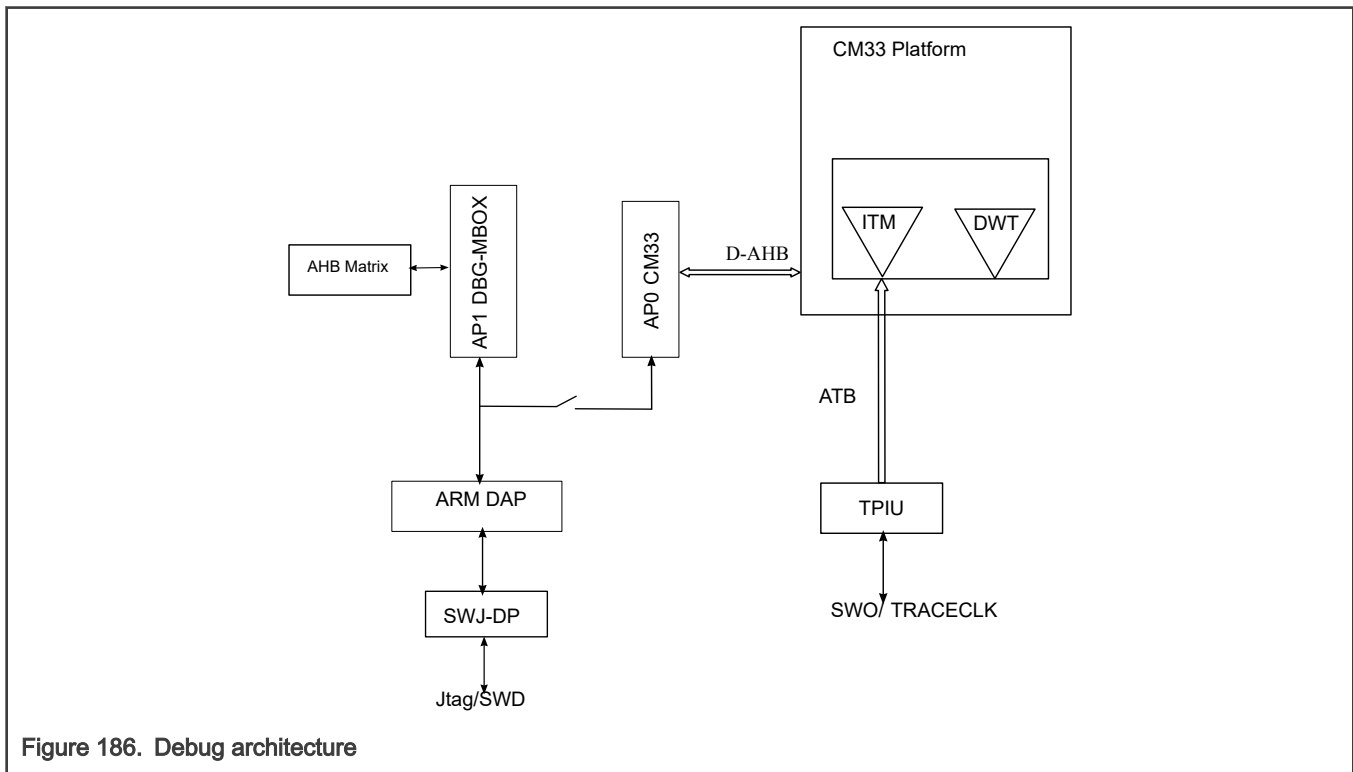 CM33 Platform
ITM
DWT
AP1 DBG-MBOX
AP0 CM33
D-AHB
AHB Matrix
ATB
ARM DAP
TPIU
SWJ-DP
SWO/ TRACECLK
Jtag/SWD
Figure 186. Debug architecture